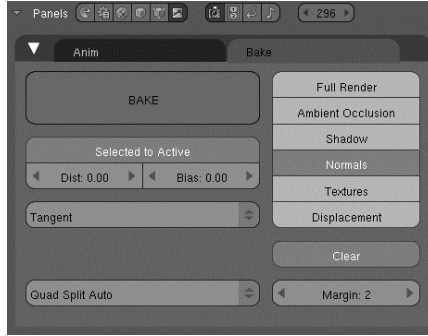 Panels 296
Anim Bake
BAKE
Full Render
Ambient Occlusion
Shadow
Normals
Textures
Displacement
Selected to Active
Dist: 0.00 Bias: 0.00
Tangent
Clear
Quad Split Auto
Margin: 2